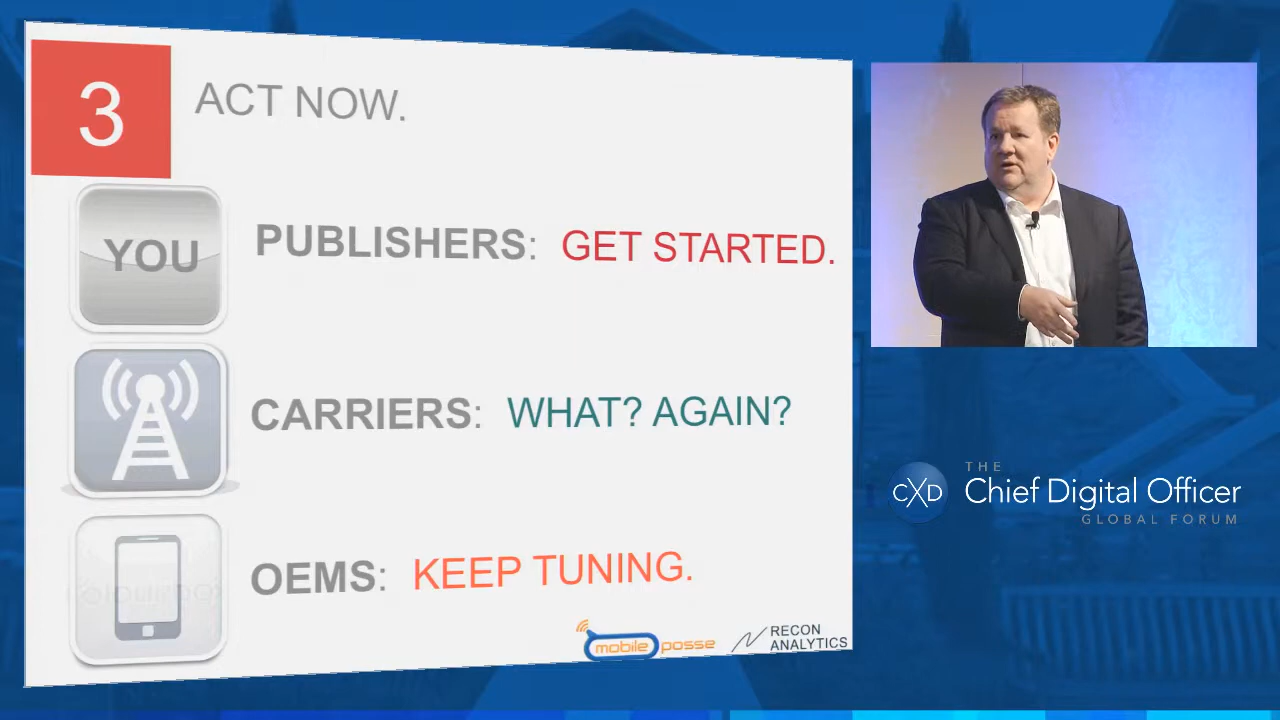 3
ACT NOW.
YOU
PUBLISHERS: GET STARTED.
CARRIERS: WHAT? AGAIN?
OEMS: KEEP TUNING.
mobile posse
RECON
ANALYTICS
CXD
THE
Chief Digital Officer
GLOBAL FORUM